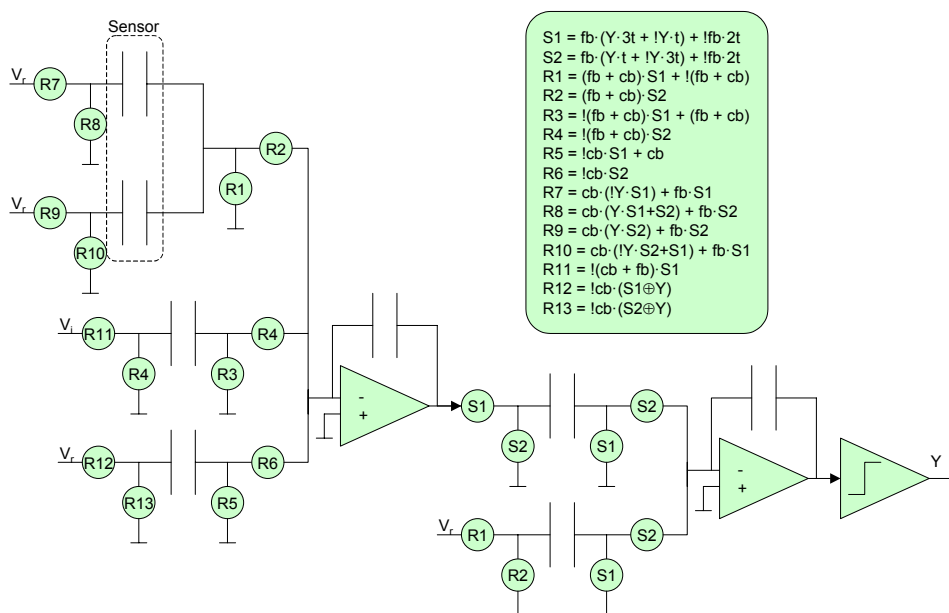 Sensor
Vr R7
R8
R2
R1
Vr R9
R10
Vi R11
R4
R4
R3
Vr R12
R6
R13
R5
-
+
S1
S2
S2
S1
Vr R1
S2
R2
S1
-
+
Y
S1 = fb·(Y·3t + !Y·t) + !fb·2t
S2 = fb·(Y·t + !Y·3t) + !fb·2t
R1 = (fb + cb)·S1 + !(fb + cb)
R2 = (fb + cb)·S2
R3 = !(fb + cb)·S1 + (fb + cb)
R4 = !(fb + cb)·S2
R5 = !cb·S1 + cb
R6 = !cb·S2
R7 = cb·(!Y·S1) + fb·S1
R8 = cb·(Y·S1+S2) + fb·S2
R9 = cb·(Y·S2) + fb·S2
R10 = cb·(!Y·S2+S1) + fb·S1
R11 = !(cb + fb)·S1
R12 = !cb·(S1⊕Y)
R13 = !cb·(S2⊕Y)